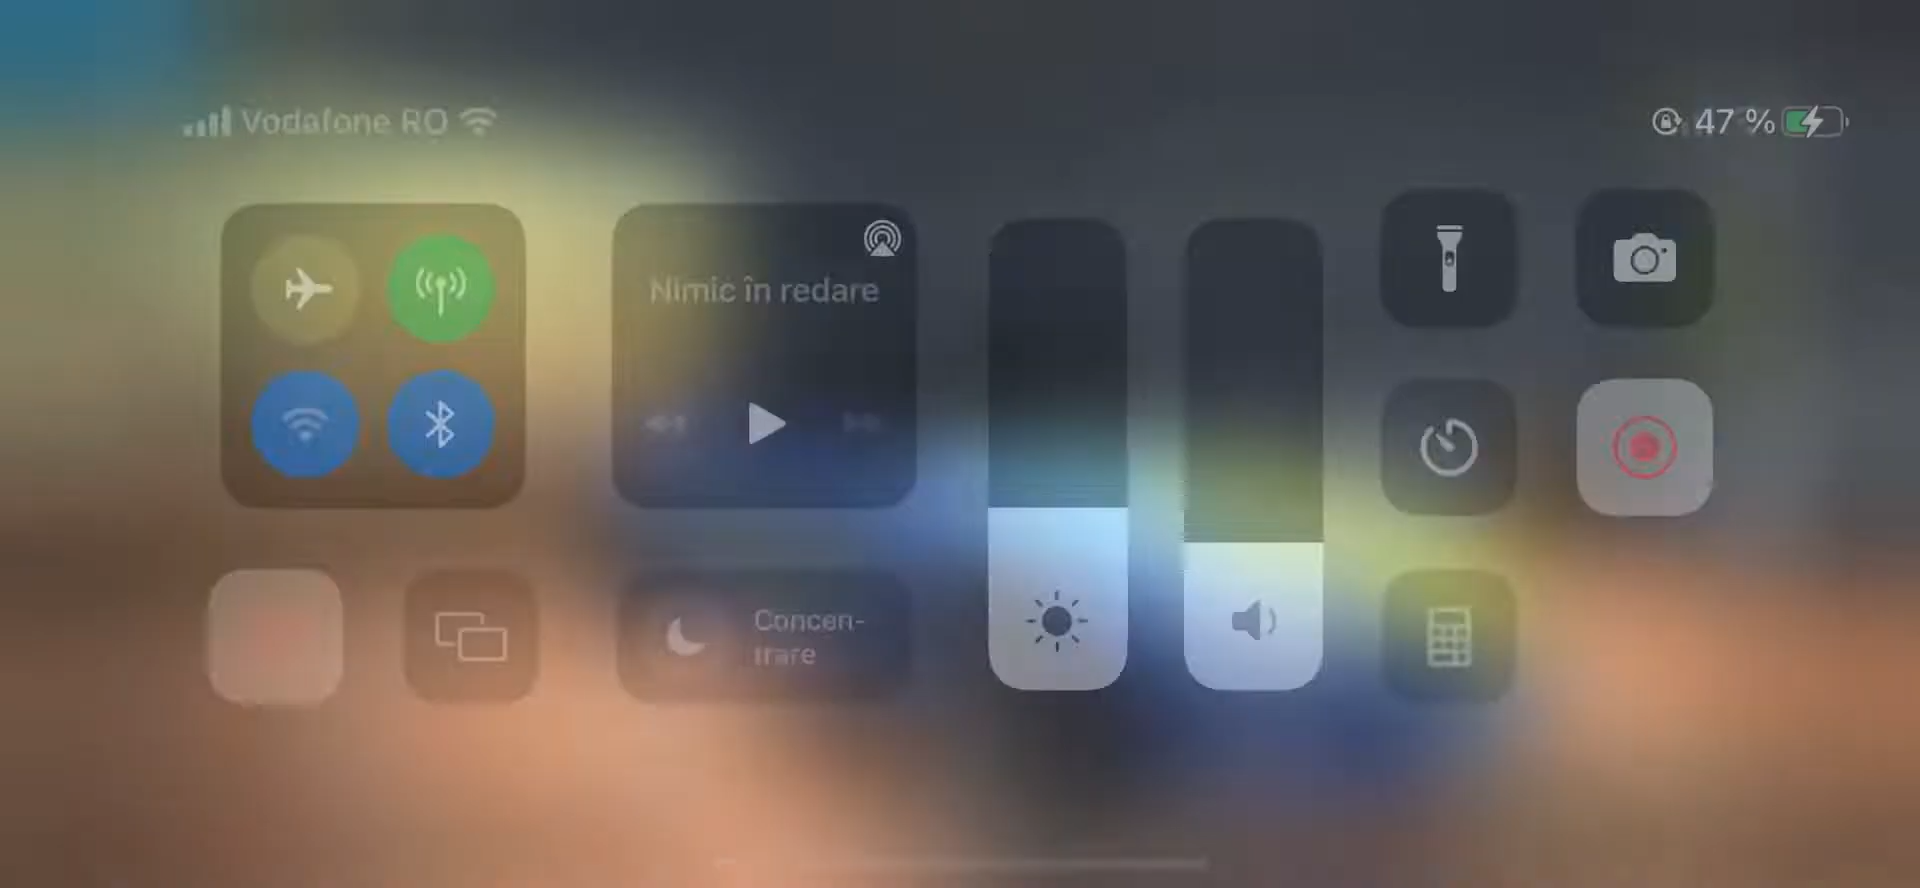 Vodafone RO
47 %
Nimic în redare
Concen-
trare